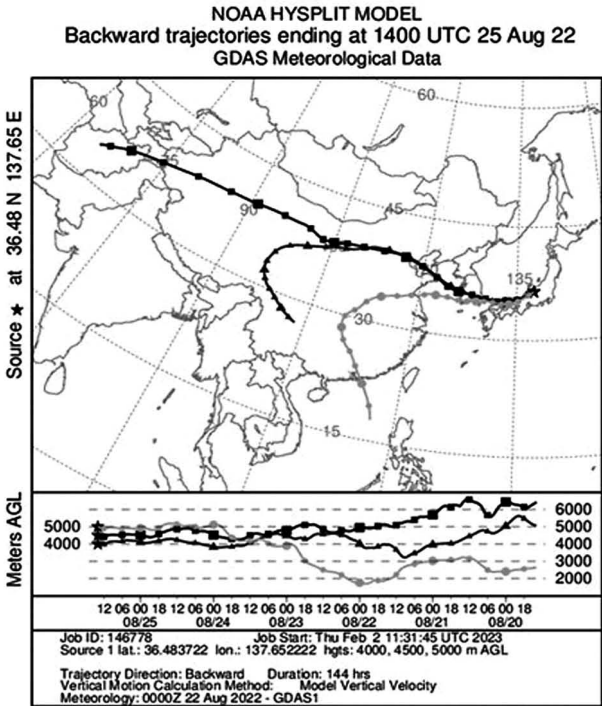 NOAA HYSPLIT MODEL
Backward trajectories ending at 1400 UTC 25 Aug 22
GDAS Meteorological Data
Source ★ at 36.48 N 137.65 E
60
60
75
90
45
135
30
15
Meters AGL
5000
4000
6000
5000
4000
3000
2000
12 06 00 18 12 06 00 18 12 06 00 18 12 06 00 18 12 06 00 18 12 06 00 18
08/25 08/24 08/23 08/22 08/21 08/20
Job ID: 146778 Job Start: Thu Feb 2 11:31:45 UTC 2023
Source 1 lat.: 36.483722 lon.: 137.652222 hgts: 4000, 4500, 5000 m AGL
Trajectory Direction: Backward Duration: 144 hrs
Vertical Motion Calculation Method: Model Vertical Velocity
Meteorology: 0000Z 22 Aug 2022 - GDAS1